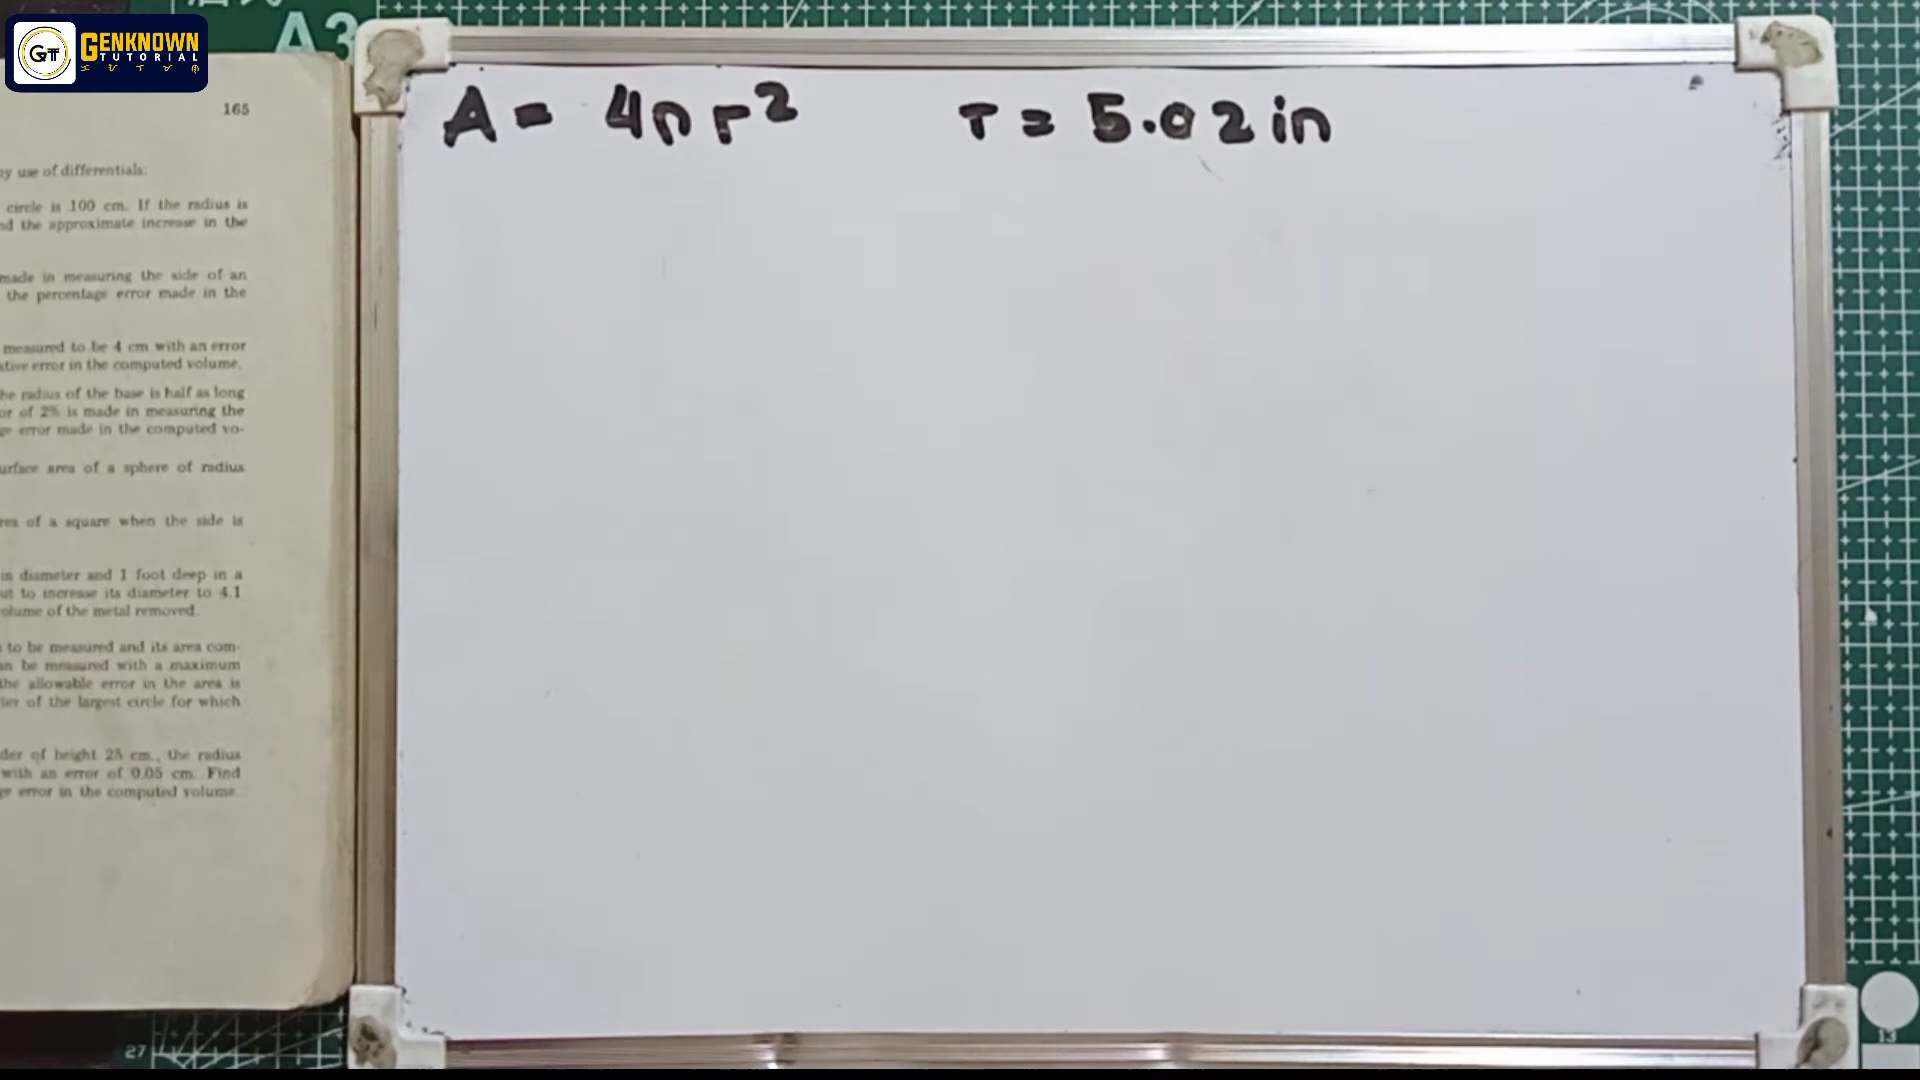 A3
GT GENKNOWN
TUTORIAL
165
by use of differentials:
circle is 100 cm. If the radius is
nd the approximate increase in the
made in measuring the side of an
the percentage error made in the
measured to be 4 cm with an error
ative error in the computed volume.
he radius of the base is half as long
or of 2% is made in measuring the
ge error made in the computed vo-
urface area of a sphere of radius
rea of a square when the side is
in diameter and 1 foot deep in a
ut to increase its diameter to 4.1
olume of the metal removed.
to be measured and its area com-
an be measured with a maximum
the allowable error in the area is
ter of the largest circle for which
der of height 25 cm., the radius
with an error of 0.05 cm. Find
ge error in the computed volume.
A = 4π r²
r = 5.02 in
27
13